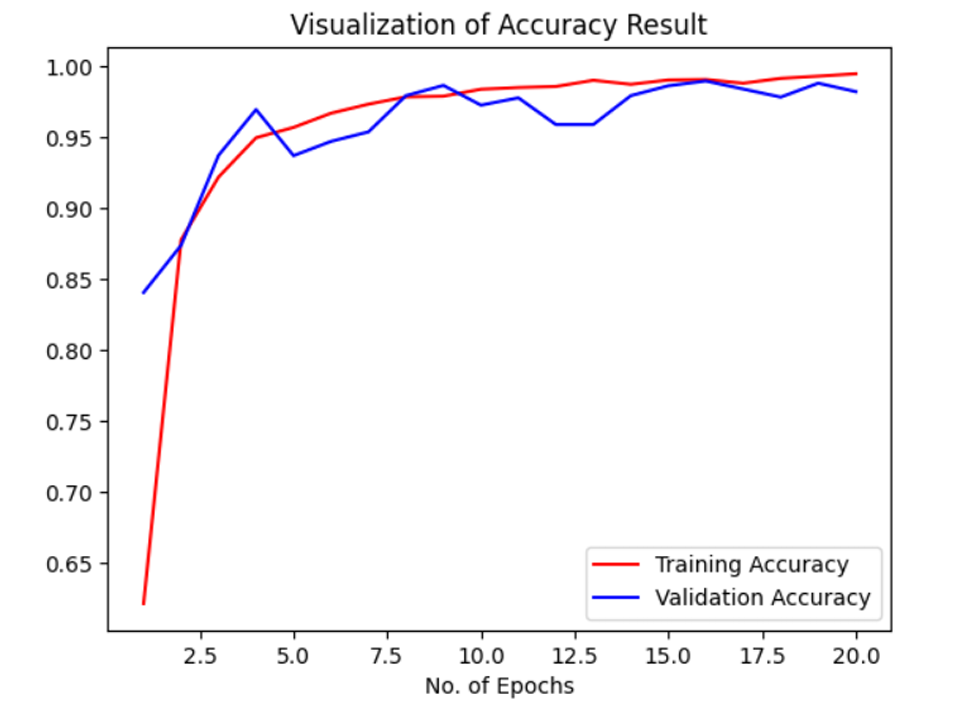 Visualization of Accuracy Result
1.00
0.95
0.90
0.85
0.80
0.75
0.70
0.65
Training Accuracy
Validation Accuracy
2.5 5.0 7.5 10.0 12.5 15.0 17.5 20.0
No. of Epochs